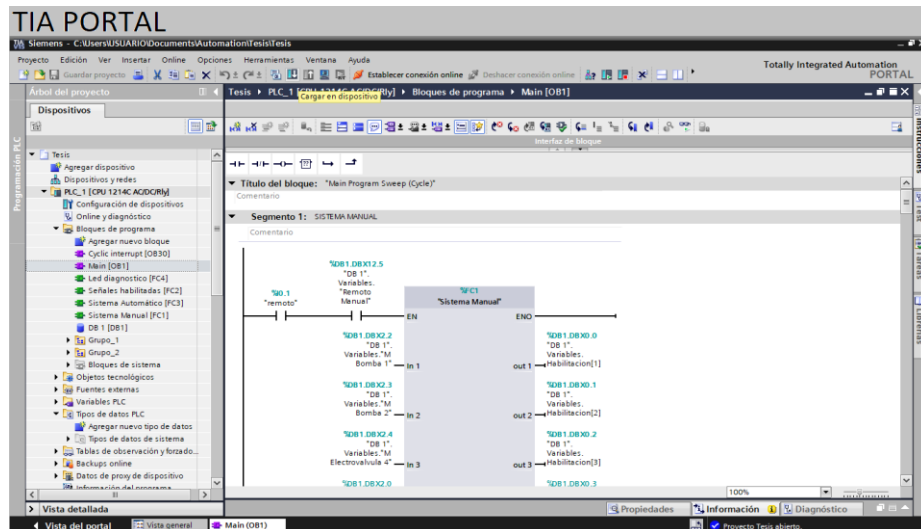 TIA PORTAL
Siemens - C:\Users\USUARIO\Documents\Automation\Tesis\Tesis
Proyecto Edición Ver Insertar Online Opciones Herramientas Ventana Ayuda
Totally Integrated Automation
PORTAL
Guardar proyecto
Establecer conexión online
Deshacer conexión online
Árbol del proyecto
Tesis PLC_1 [CPU 1214C AC/DC/Rly] Bloques de programa Main [OB1]
Cargar en dispositivo
Dispositivos
Interfaz de bloque
Programación PLC
Tesis
Agregar dispositivo
Dispositivos y redes
PLC_1 [CPU 1214C AC/DC/Rly]
Configuración de dispositivos
Online y diagnóstico
Bloques de programa
Agregar nuevo bloque
Cyclic interrupt [OB30]
Main [OB1]
Led diagnostico [FC4]
Señales habilitadas [FC2]
Sistema Automático [FC3]
Sistema Manual [FC1]
DB 1 [DB1]
Grupo_1
Grupo_2
Bloques de sistema
Objetos tecnológicos
Fuentes externas
Variables PLC
Tipos de datos PLC
Agregar nuevo tipo de datos
Tipos de datos de sistema
Tablas de observación y forzado...
Backups online
Datos de proxy de dispositivo
Información del programa
Vista detallada
Título del bloque: "Main Program Sweep (Cycle)"
Comentario
Segmento 1: SISTEMA MANUAL
Comentario
%I0.1
"remoto"
%DB1.DBX12.5
"DB 1".
Variables.
"Remoto
Manual"
%FC1
"Sistema Manual"
EN ENO
%DB1.DBX2.2
"DB 1".
Variables."M
Bomba 1"
In 1
%DB1.DBX0.0
"DB 1".
Variables.
Habilitacion[1]
out 1
%DB1.DBX2.3
"DB 1".
Variables."M
Bomba 2"
In 2
%DB1.DBX0.1
"DB 1".
Variables.
Habilitacion[2]
out 2
%DB1.DBX2.4
"DB 1".
Variables."M
Electrovalvula 4"
In 3
%DB1.DBX0.2
"DB 1".
Variables.
Habilitacion[3]
out 3
%DB1.DBX2.0
%DB1.DBX0.3
100%
Instrucciones
Test
Tareas
Librerías
Propiedades Información Diagnóstico
Vista del portal Vista general Main (OB1)
Proyecto Tesis abierto.